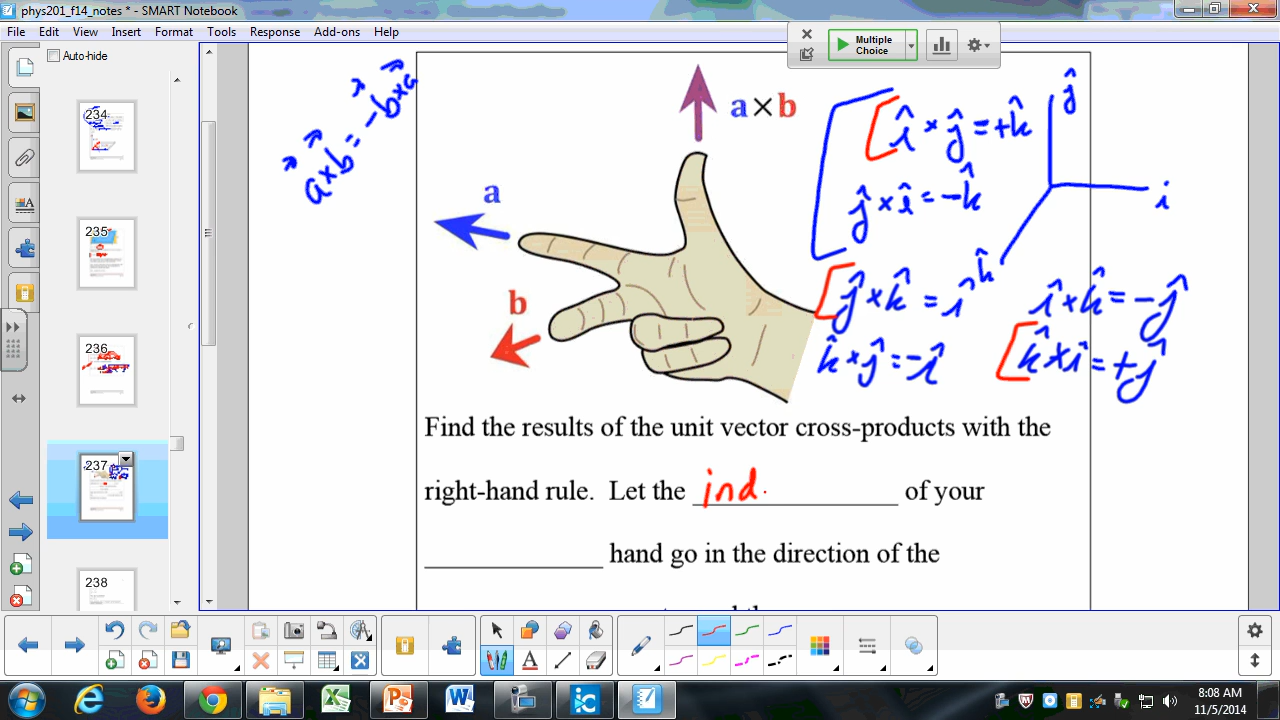 phys201_f14_notes * - SMART Notebook
File Edit View Insert Format Tools Response Add-ons Help
Multiple Choice
Auto-hide
234
235
236
237
238
a⃗×b⃗ = -b⃗×a⃗
a×b
a
b
î × ĵ = +k̂
ĵ × î = -k̂
ĵ
i
k̂
ĵ × k̂ = î
î × k̂ = -ĵ
k̂ × ĵ = -î
k̂ × î = +ĵ
Find the results of the unit vector cross-products with the
right-hand rule. Let the ind of your
hand go in the direction of the
8:08 AM
11/5/2014